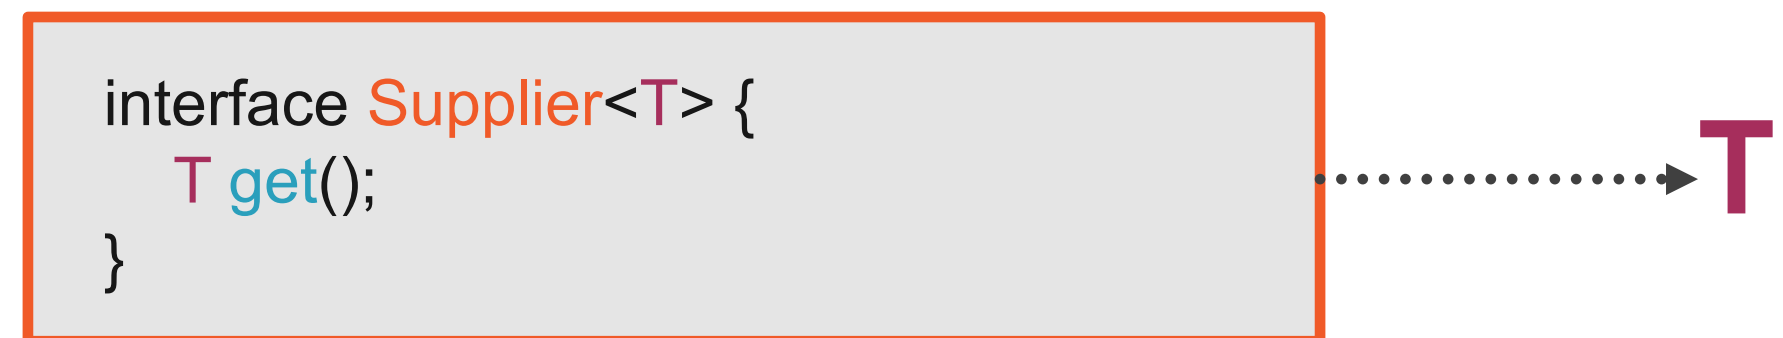 interface Supplier<T> {
T get();
}
T